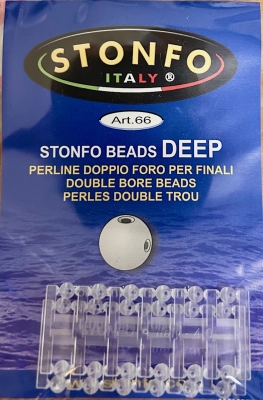 STONFO
ITALY ®
Art.66
STONFO BEADS DEEP
PERLINE DOPPIO FORO PER FINALI
DOUBLE BORE BEADS
PERLES DOUBLE TROU